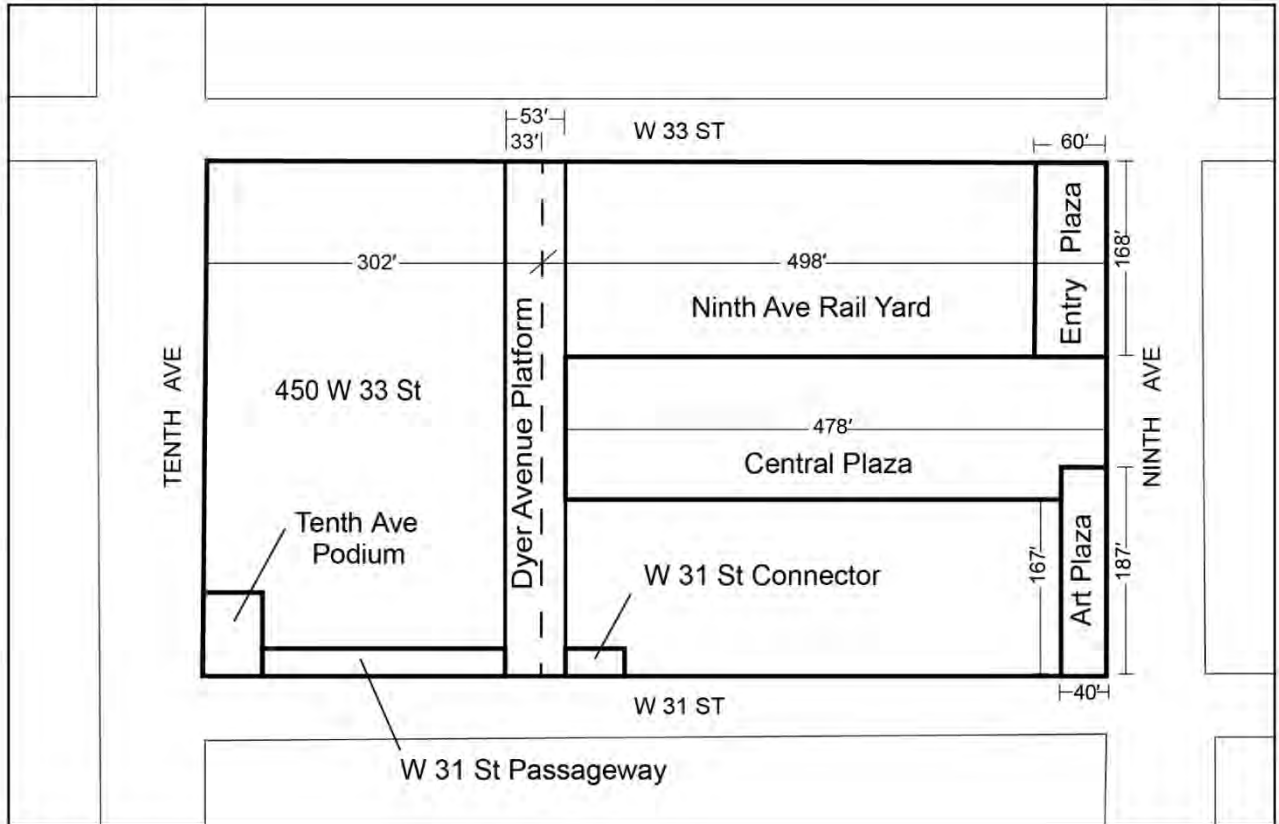 53'
33'
W 33 ST
60'
Entry Plaza
168'
302'
498'
Ninth Ave Rail Yard
Dyer Avenue Platform
TENTH AVE
450 W 33 St
NINTH AVE
478'
Central Plaza
Tenth Ave
Podium
W 31 St Connector
167'
Art Plaza
187'
40'
W 31 ST
W 31 St Passageway